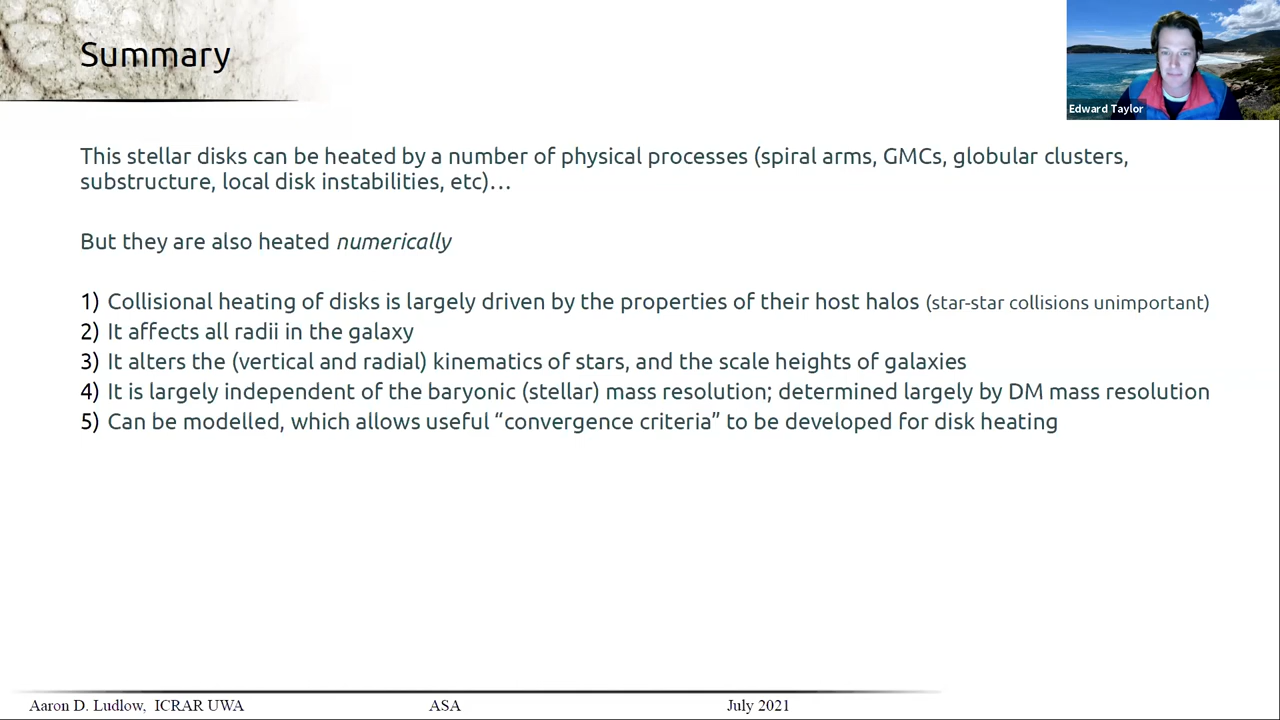 Summary
Edward Taylor
This stellar disks can be heated by a number of physical processes (spiral arms, GMCs, globular clusters,
substructure, local disk instabilities, etc)…
But they are also heated numerically
1) Collisional heating of disks is largely driven by the properties of their host halos (star-star collisions unimportant)
2) It affects all radii in the galaxy
3) It alters the (vertical and radial) kinematics of stars, and the scale heights of galaxies
4) It is largely independent of the baryonic (stellar) mass resolution; determined largely by DM mass resolution
5) Can be modelled, which allows useful “convergence criteria” to be developed for disk heating
Aaron D. Ludlow, ICRAR UWA ASA July 2021